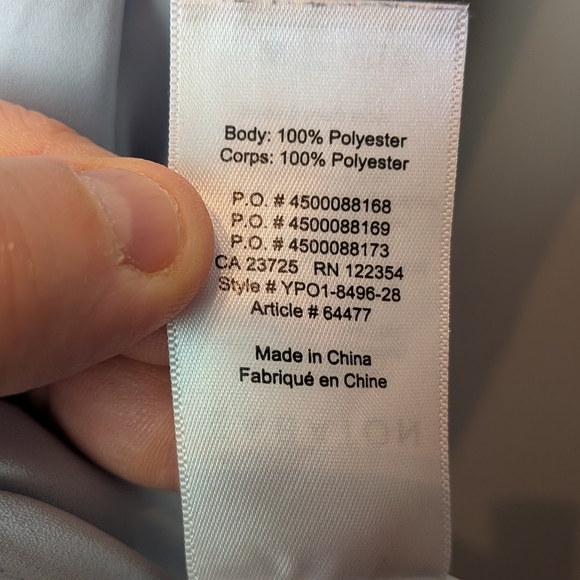 Body: 100% Polyester
Corps: 100% Polyester
P.O. # 4500088168
P.O. # 4500088169
P.O. # 4500088173
CA 23725 RN 122354
Style # YPO1-8496-28
Article # 64477
Made in China
Fabriqué en Chine